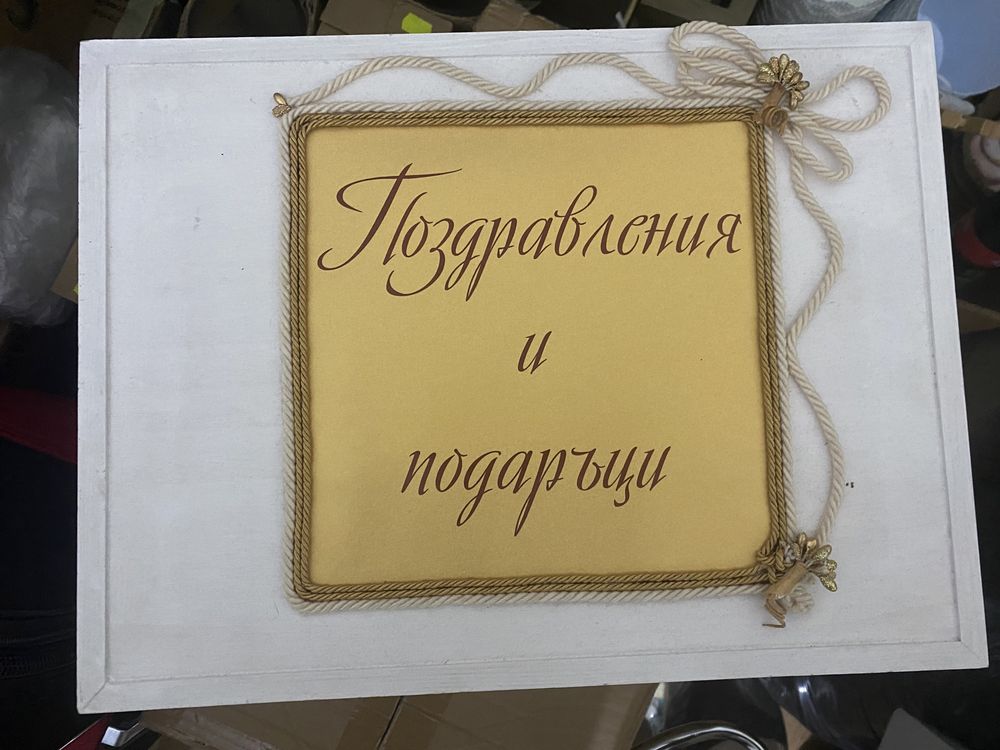 Поздравления
и
подаръци